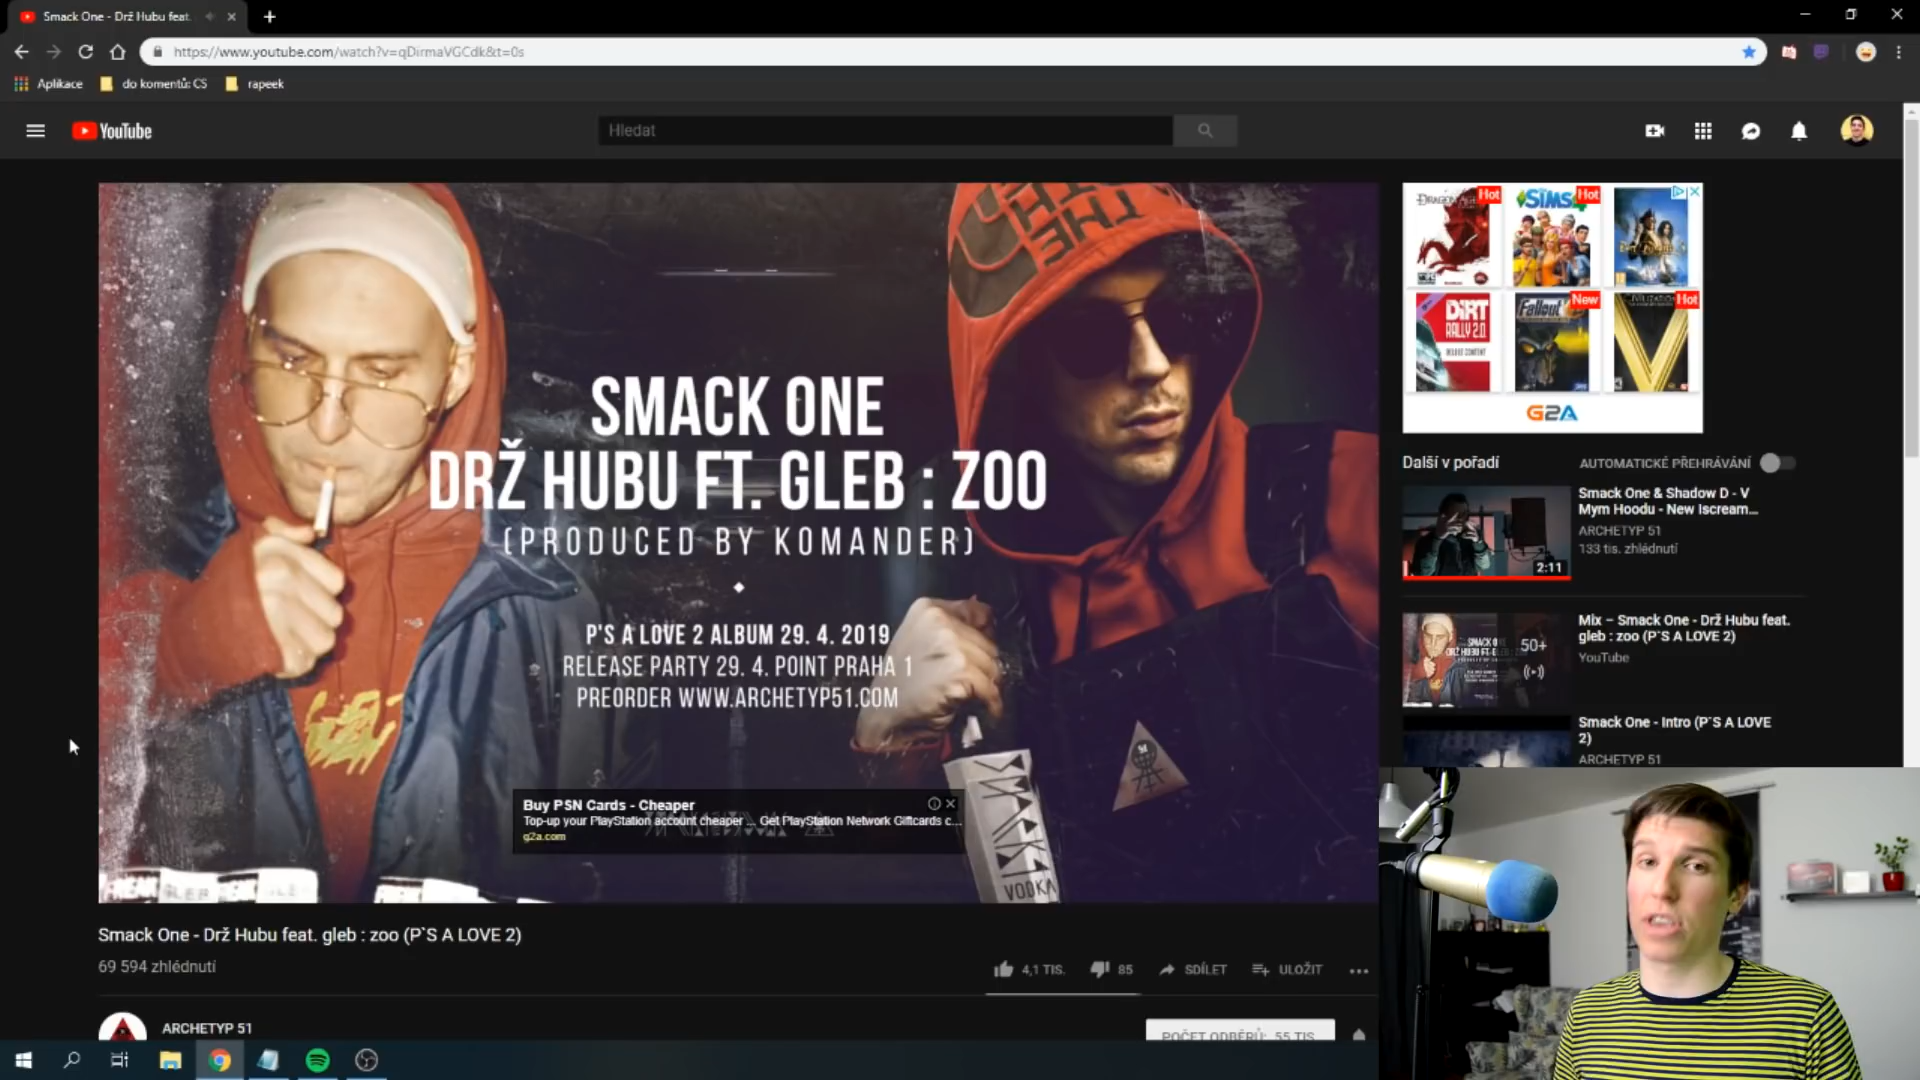 Smack One - Drž Hubu feat.
https://www.youtube.com/watch?v=qDirmaVGCdk&t=0s
Aplikace
do komentů: CS
rapeek
YouTube
Hledat
SMACK ONE
DRŽ HUBU FT. GLEB : ZOO
(PRODUCED BY KOMANDER)
P'S A LOVE 2 ALBUM 29. 4. 2019
RELEASE PARTY 29. 4. POINT PRAHA 1
PREORDER WWW.ARCHETYP51.COM
Buy PSN Cards - Cheaper
Top-up your PlayStation account cheaper ... Get PlayStation Network Giftcards c...
g2a.com
VODKA
Hot
SIMS
Hot
DiRT
RALLY 2.0
Fallout
New
Hot
G2A
Další v pořadí
AUTOMATICKÉ PŘEHRÁVÁNÍ
Smack One & Shadow D - V
Mym Hoodu - New Iscream...
ARCHETYP 51
133 tis. zhlédnutí
2:11
Mix – Smack One - Drž Hubu feat.
gleb : zoo (P`S A LOVE 2)
YouTube
50+
Smack One - Intro (P`S A LOVE
2)
ARCHETYP 51
Smack One - Drž Hubu feat. gleb : zoo (P`S A LOVE 2)
69 594 zhlédnutí
4,1 TIS.
85
SDÍLET
ULOŽIT
ARCHETYP 51
POČET ODBĚRŮ: 55 TIS.